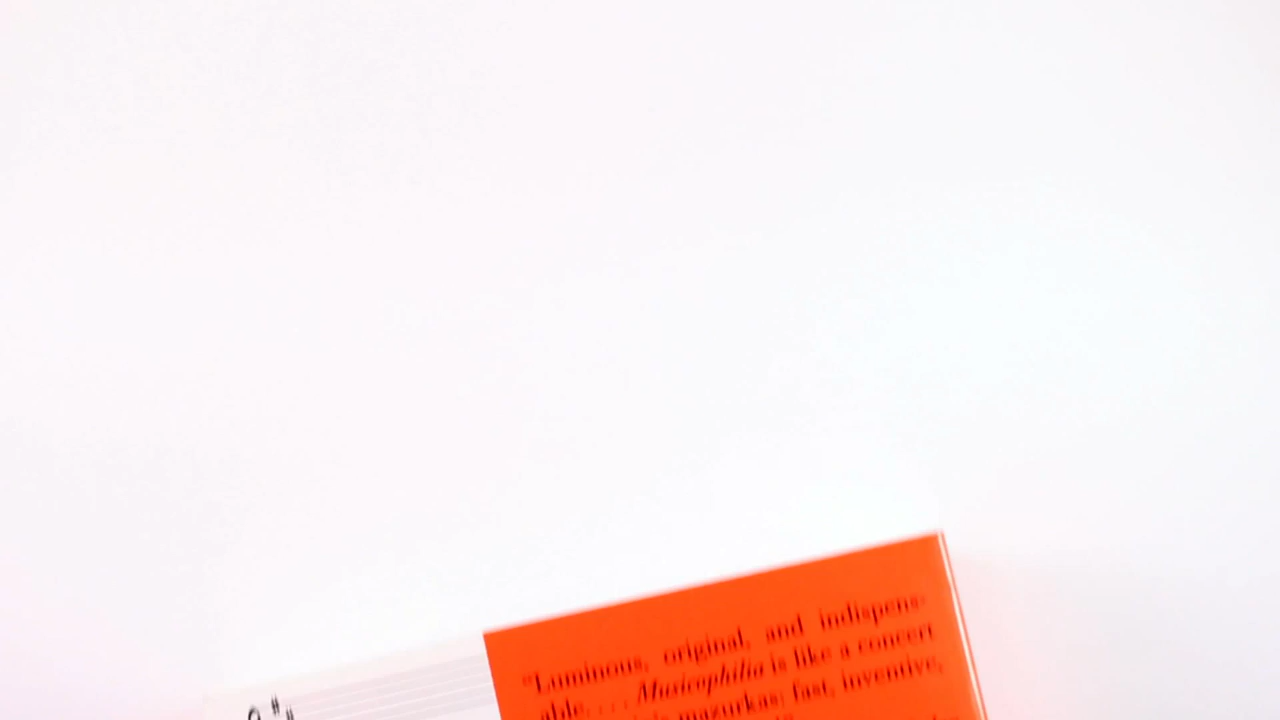 "Luminous, original, and indispens-
able. . . . Musicophilia is like a concert
mazurkas: fast, inventive,